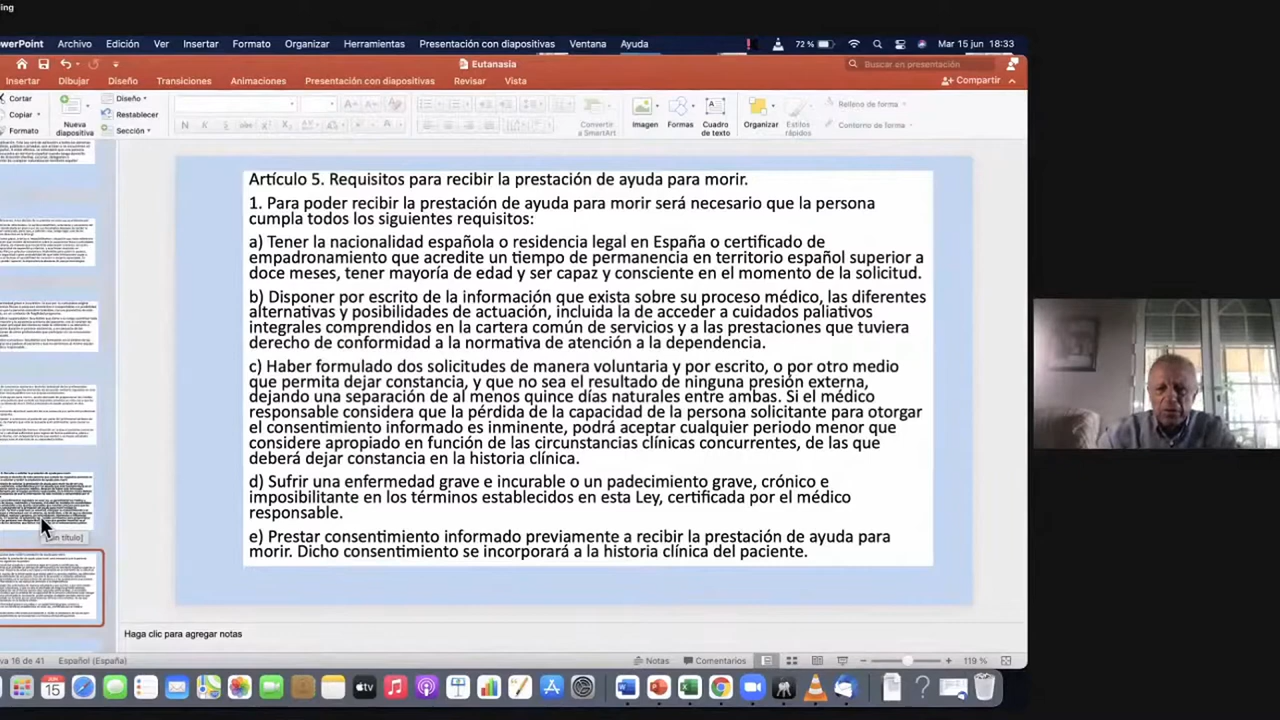 ing
PowerPoint Archivo Edición Ver Insertar Formato Organizar Herramientas Presentación con diapositivas Ventana Ayuda 72 % Mar 15 jun 18:33
Eutanasia
Buscar en presentación
Insertar Dibujar Diseño Transiciones Animaciones Presentación con diapositivas Revisar Vista
Compartir
Cortar
Copiar
Formato
Nueva
diapositiva
Diseño
Restablecer
Sección
Convertir
a SmartArt
Imagen
Formas
Cuadro
de texto
Organizar
Estilos
rápidos
Relleno de forma
Contorno de forma
Artículo 5. Requisitos para recibir la prestación de ayuda para morir.
1. Para poder recibir la prestación de ayuda para morir será necesario que la persona
cumpla todos los siguientes requisitos:
a) Tener la nacionalidad española o residencia legal en España o certificado de
empadronamiento que acredite un tiempo de permanencia en territorio español superior a
doce meses, tener mayoría de edad y ser capaz y consciente en el momento de la solicitud.
b) Disponer por escrito de la información que exista sobre su proceso médico, las diferentes
alternativas y posibilidades de actuación, incluida la de acceder a cuidados paliativos
integrales comprendidos en la cartera común de servicios y a las prestaciones que tuviera
derecho de conformidad a la normativa de atención a la dependencia.
c) Haber formulado dos solicitudes de manera voluntaria y por escrito, o por otro medio
que permita dejar constancia, y que no sea el resultado de ninguna presión externa,
dejando una separación de al menos quince días naturales entre ambas. Si el médico
responsable considera que la pérdida de la capacidad de la persona solicitante para otorgar
el consentimiento informado es inminente, podrá aceptar cualquier periodo menor que
considere apropiado en función de las circunstancias clínicas concurrentes, de las que
deberá dejar constancia en la historia clínica.
d) Sufrir una enfermedad grave e incurable o un padecimiento grave, crónico e
imposibilitante en los términos establecidos en esta Ley, certificada por el médico
responsable.
e) Prestar consentimiento informado previamente a recibir la prestación de ayuda para
morir. Dicho consentimiento se incorporará a la historia clínica del paciente.
Haga clic para agregar notas
16 de 41 Español (España) Notas Comentarios 119 %
JUN
15
tv